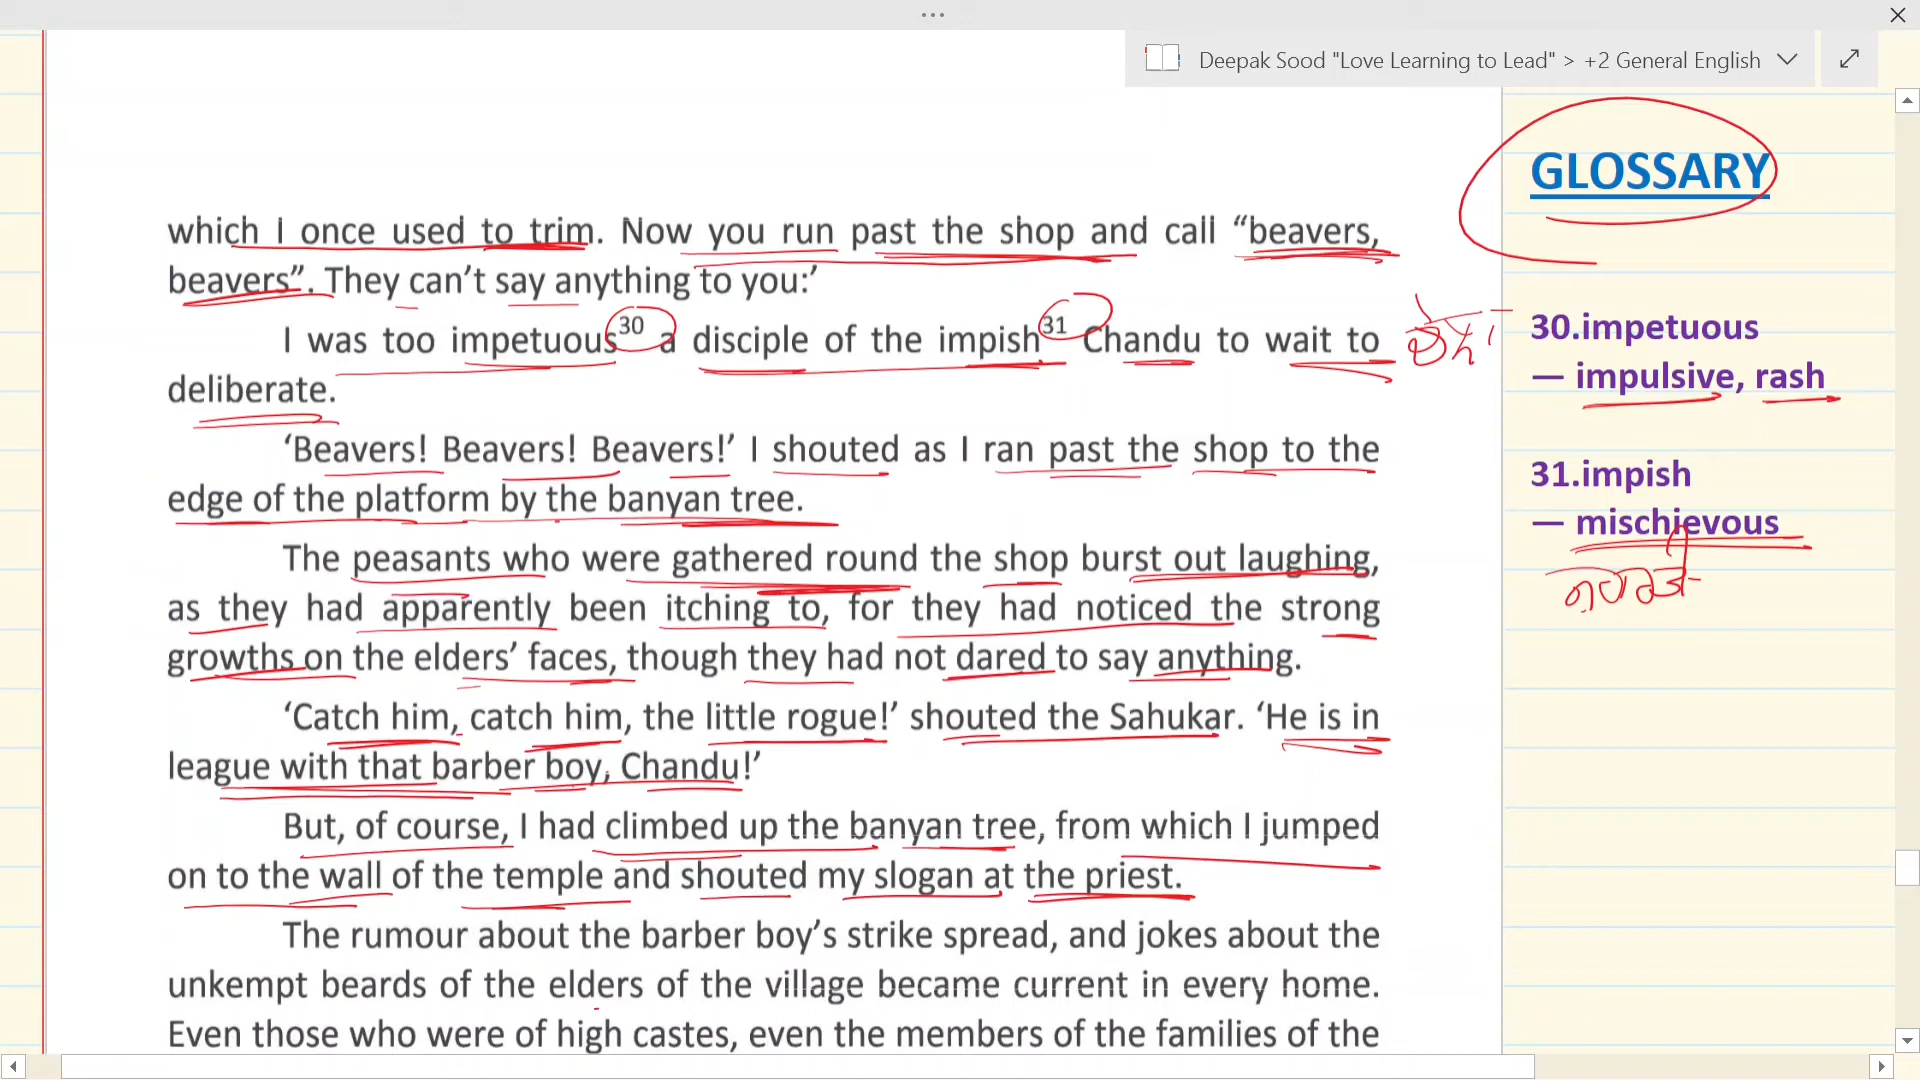 Deepak Sood "Love Learning to Lead" > +2 General English
GLOSSARY
which I once used to trim. Now you run past the shop and call “beavers,
beavers”. They can’t say anything to you:’
I was too impetuous30 a disciple of the impish31 Chandu to wait to
deliberate.
‘Beavers! Beavers! Beavers!’ I shouted as I ran past the shop to the
edge of the platform by the banyan tree.
The peasants who were gathered round the shop burst out laughing,
as they had apparently been itching to, for they had noticed the strong
growths on the elders’ faces, though they had not dared to say anything.
‘Catch him, catch him, the little rogue!’ shouted the Sahukar. ‘He is in
league with that barber boy, Chandu!’
But, of course, I had climbed up the banyan tree, from which I jumped
on to the wall of the temple and shouted my slogan at the priest.
The rumour about the barber boy’s strike spread, and jokes about the
unkempt beards of the elders of the village became current in every home.
Even those who were of high castes, even the members of the families of the
30.impetuous
— impulsive, rash
31.impish
— mischievous